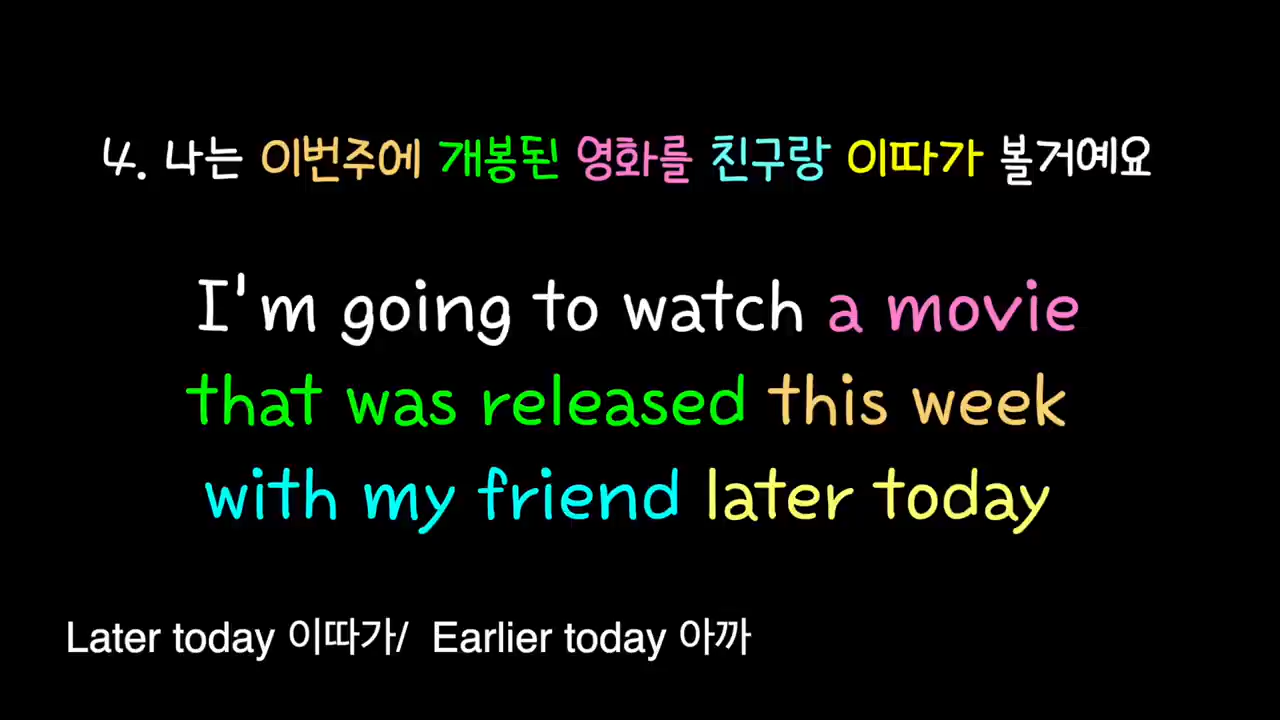 4. 나는 이번주에 개봉된 영화를 친구랑 이따가 볼거예요
I'm going to watch a movie
that was released this week
with my friend later today
Later today 이따가/ Earlier today 아까